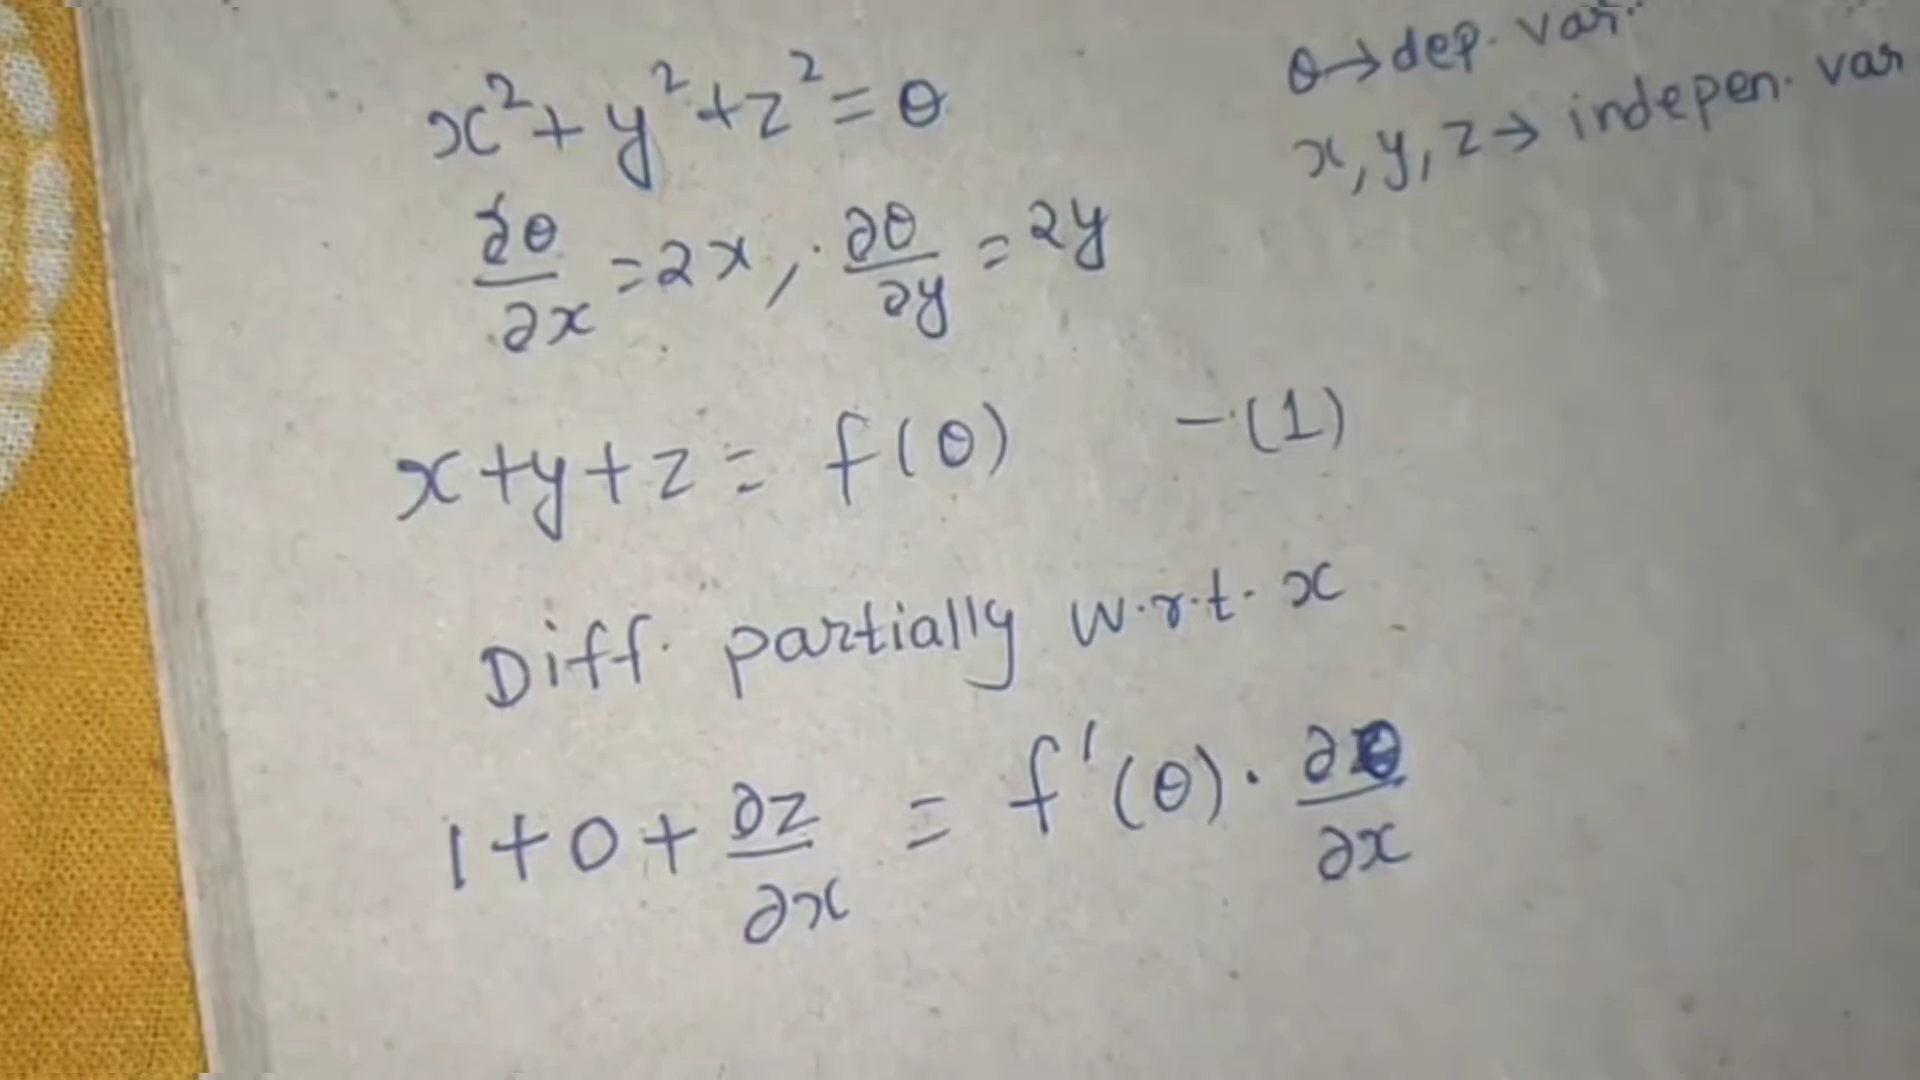 x²+y²+z²=θ
θ→dep. var.
x,y,z→ indepen. var.
∂θ/∂x =2x, ∂θ/∂y =2y
x+y+z= f(θ) -(1)
Diff. partially w.r.t. x
1+0+ ∂z/∂x = f'(θ). ∂θ/∂x